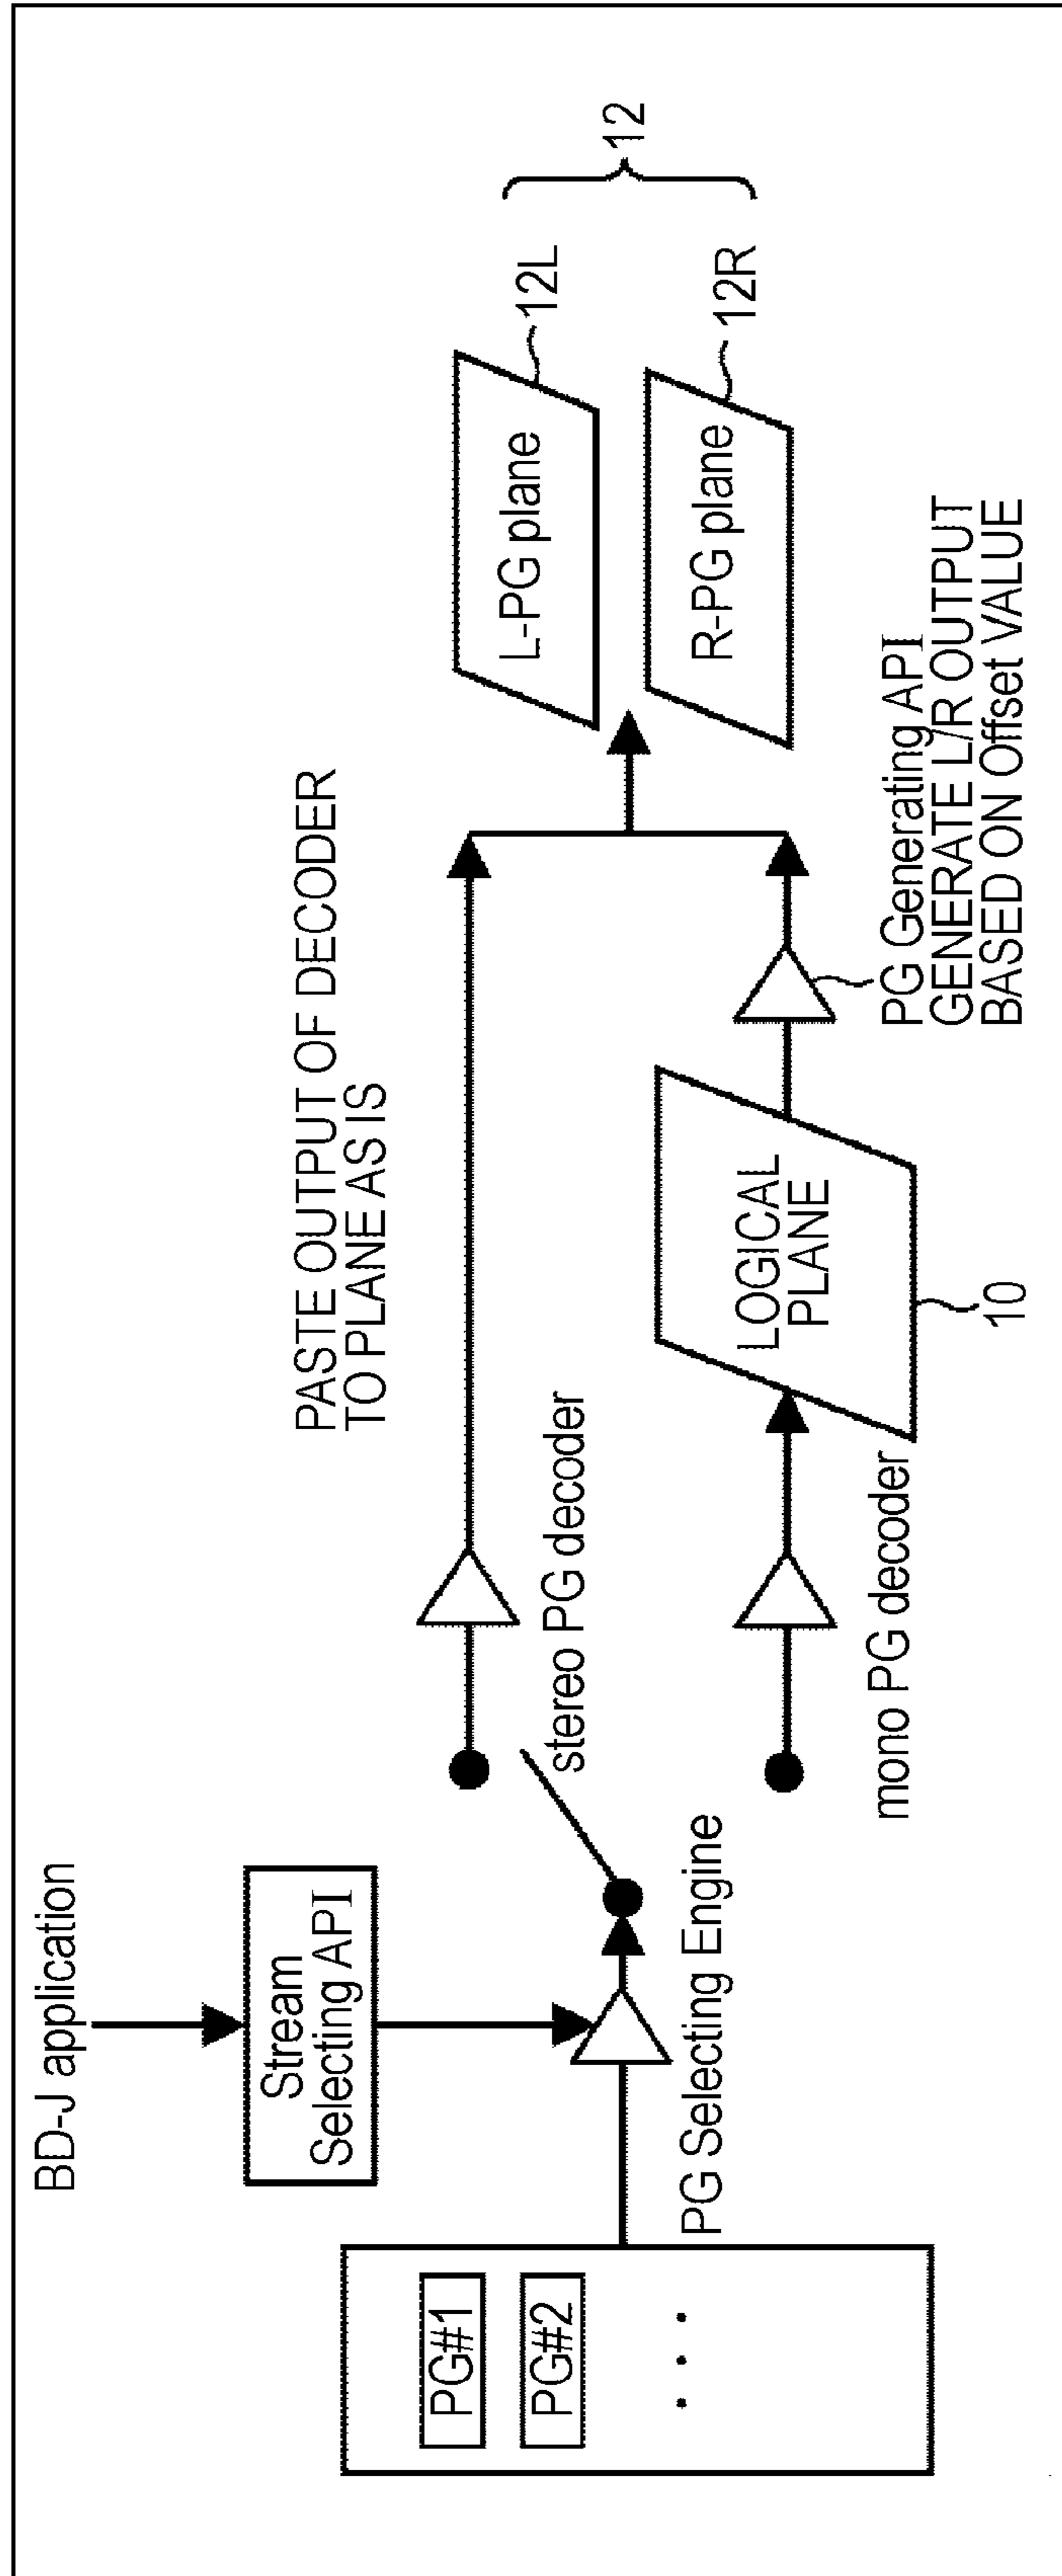 BD-J application
Stream
Selecting API
PG#1
PG#2
PG Selecting Engine
stereo PG decoder
mono PG decoder
PASTE OUTPUT OF DECODER
TO PLANE AS IS
LOGICAL
PLANE
10
PG Generating API
GENERATE L/R OUTPUT
BASED ON Offset VALUE
L-PG plane
R-PG plane
12L
12R
12